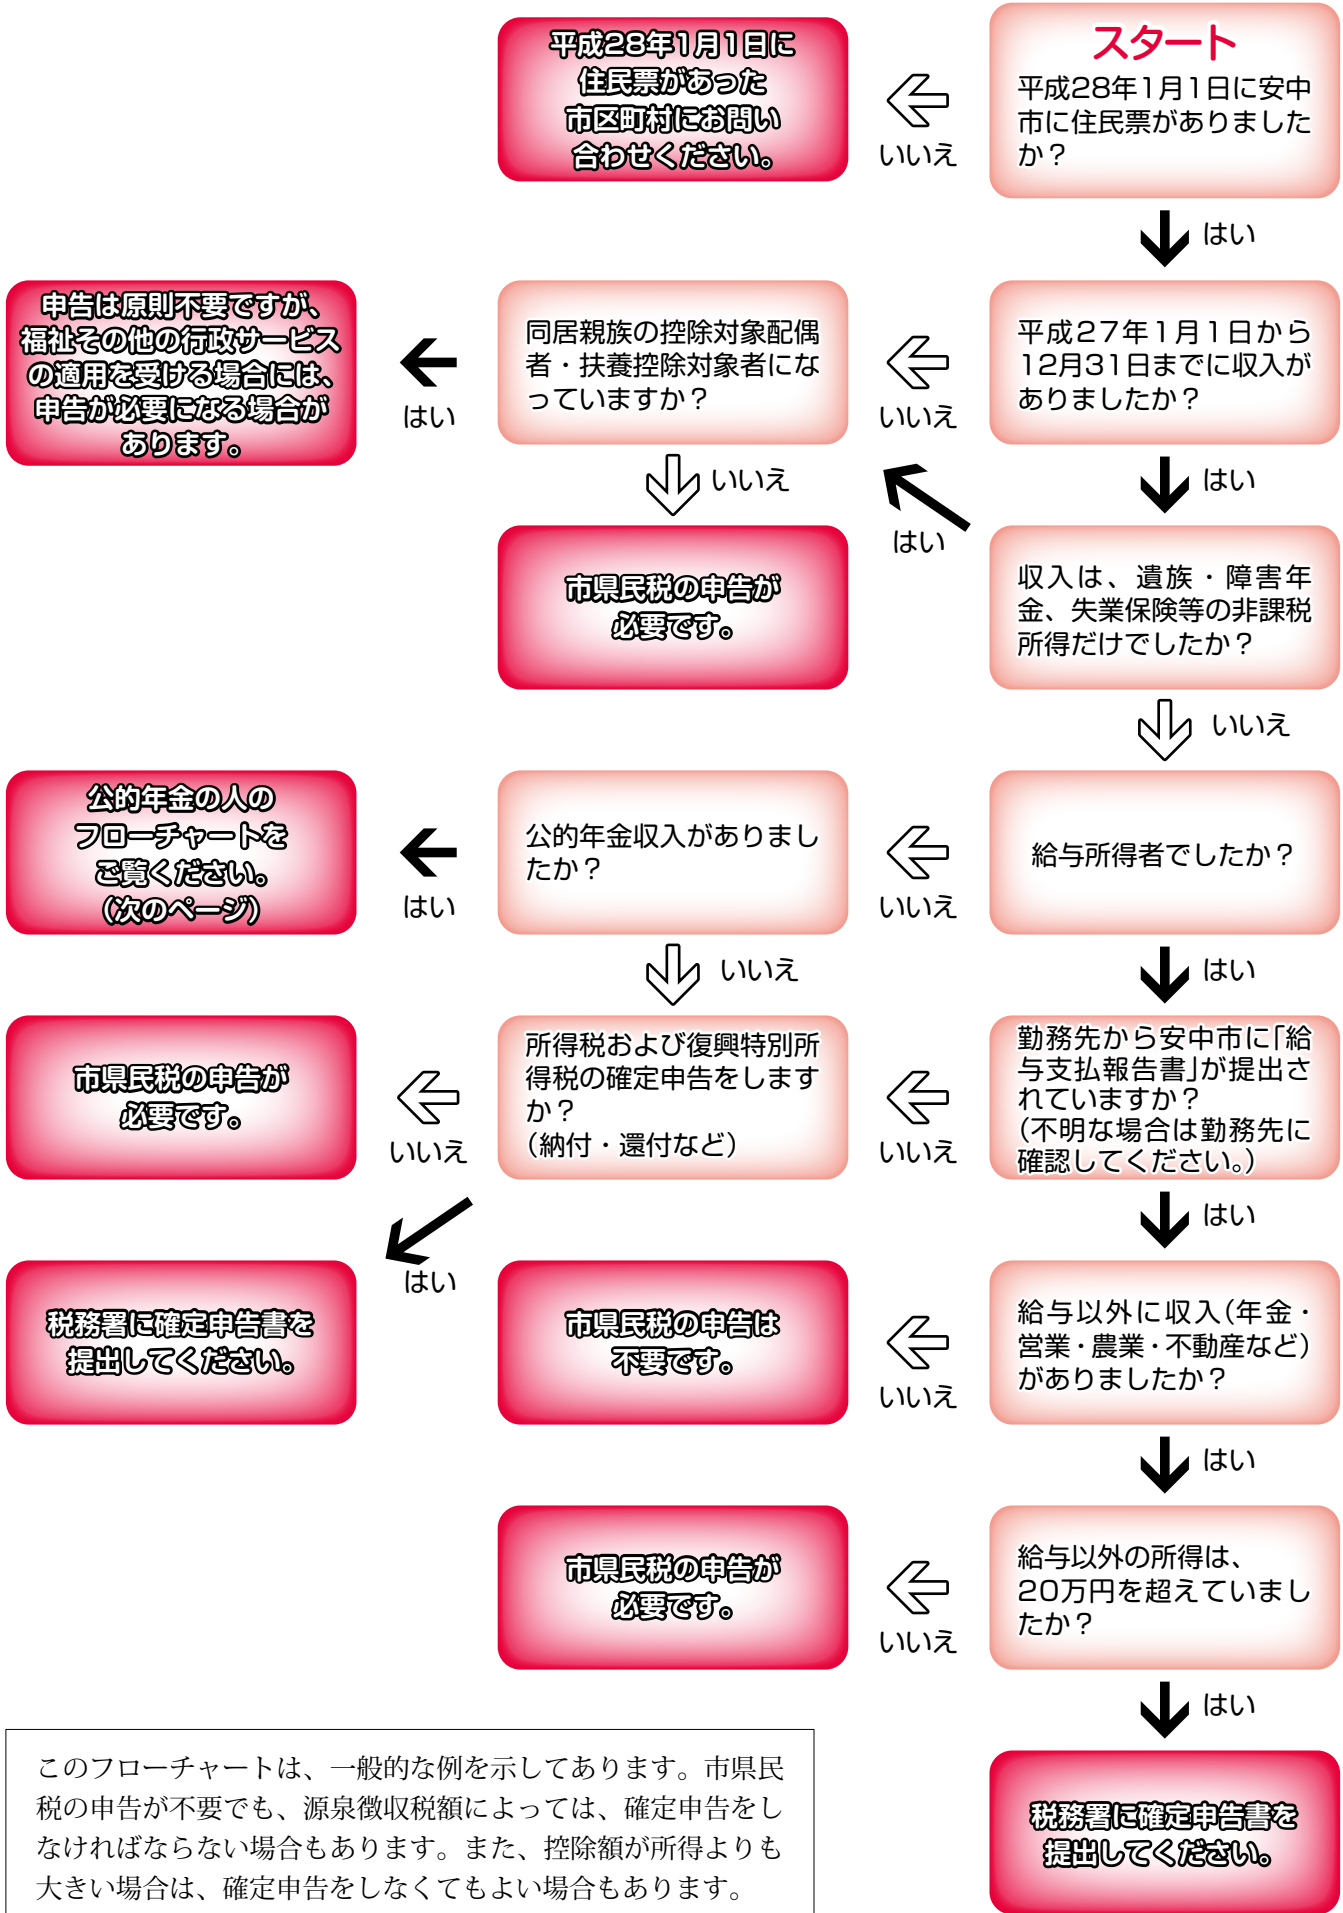 スタート
平成28年1月1日に安中
市に住民票がありました
か？
いいえ
平成28年1月1日に
住民票があった
市区町村にお問い
合わせください。
はい
平成27年1月1日から
12月31日までに収入が
ありましたか？
いいえ
同居親族の控除対象配偶
者・扶養控除対象者にな
っていますか？
はい
申告は原則不要ですが、
福祉その他の行政サービス
の適用を受ける場合には、
申告が必要になる場合が
あります。
いいえ
市県民税の申告が
必要です。
はい
収入は、遺族・障害年
金、失業保険等の非課税
所得だけでしたか？
はい
いいえ
給与所得者でしたか？
いいえ
公的年金収入がありまし
たか？
はい
公的年金の人の
フローチャートを
ご覧ください。
（次のページ）
いいえ
はい
勤務先から安中市に「給
与支払報告書」が提出さ
れていますか？
（不明な場合は勤務先に
確認してください。）
いいえ
所得税および復興特別所
得税の確定申告をします
か？
（納付・還付など）
いいえ
市県民税の申告が
必要です。
はい
税務署に確定申告書を
提出してください。
はい
給与以外に収入（年金・
営業・農業・不動産など）
がありましたか？
いいえ
市県民税の申告は
不要です。
はい
給与以外の所得は、
20万円を超えていまし
たか？
いいえ
市県民税の申告が
必要です。
はい
税務署に確定申告書を
提出してください。
このフローチャートは、一般的な例を示してあります。市県民
税の申告が不要でも、源泉徴収税額によっては、確定申告をし
なければならない場合もあります。また、控除額が所得よりも
大きい場合は、確定申告をしなくてもよい場合もあります。